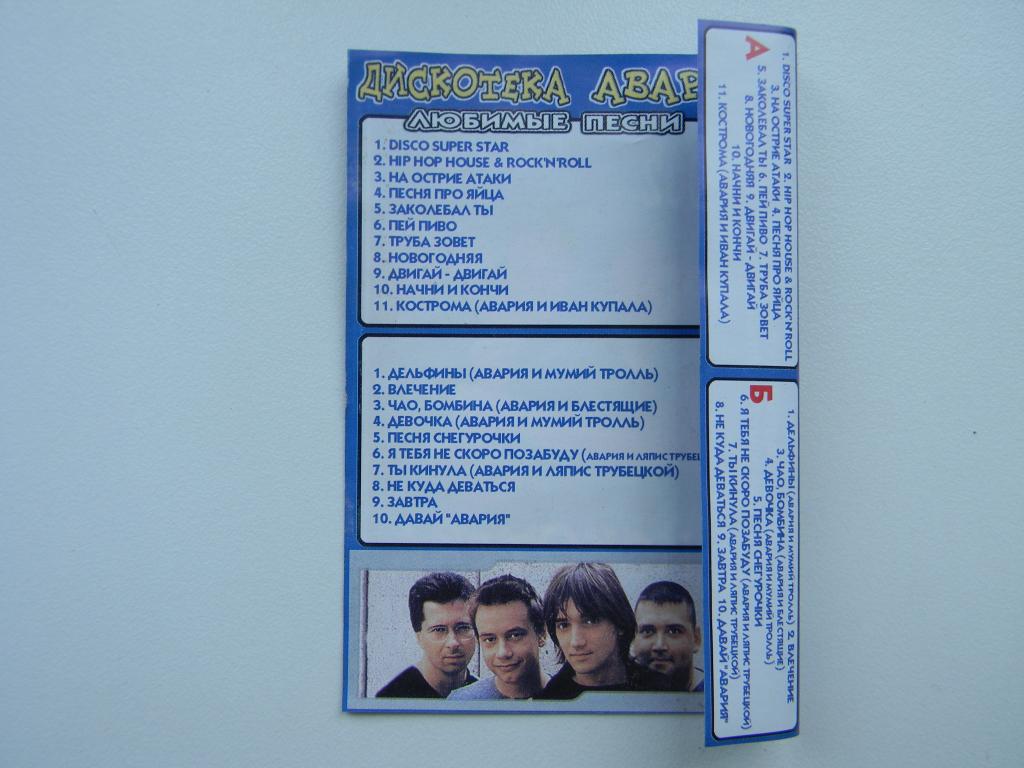 ДИСКОТЕКА АВАР
ЛЮБИМЫЕ ПЕСНИ
1. DISCO SUPER STAR
2. HIP HOP HOUSE & ROCK'N'ROLL
3. НА ОСТРИЕ АТАКИ
4. ПЕСНЯ ПРО ЯЙЦА
5. ЗАКОЛЕБАЛ ТЫ
6. ПЕЙ ПИВО
7. ТРУБА ЗОВЕТ
8. НОВОГОДНЯЯ
9. ДВИГАЙ - ДВИГАЙ
10. НАЧНИ И КОНЧИ
11. КОСТРОМА (АВАРИЯ И ИВАН КУПАЛА)
1. ДЕЛЬФИНЫ (АВАРИЯ И МУМИЙ ТРОЛЛЬ)
2. ВЛЕЧЕНИЕ
3. ЧАО, БОМБИНА (АВАРИЯ И БЛЕСТЯЩИЕ)
4. ДЕВОЧКА (АВАРИЯ И МУМИЙ ТРОЛЛЬ)
5. ПЕСНЯ СНЕГУРОЧКИ
6. Я ТЕБЯ НЕ СКОРО ПОЗАБУДУ (АВАРИЯ И ЛЯПИС ТРУБЕЦ
7. ТЫ КИНУЛА (АВАРИЯ И ЛЯПИС ТРУБЕЦКОЙ)
8. НЕ КУДА ДЕВАТЬСЯ
9. ЗАВТРА
10. ДАВАЙ "АВАРИЯ"
А
1. DISCO SUPER STAR 2. HIP HOP HOUSE & ROCK'N'ROLL
3. НА ОСТРИЕ АТАКИ 4. ПЕСНЯ ПРО ЯЙЦА
5. ЗАКОЛЕБАЛ ТЫ 6. ПЕЙ ПИВО 7. ТРУБА ЗОВЕТ
8. НОВОГОДНЯЯ 9. ДВИГАЙ - ДВИГАЙ
10. НАЧНИ И КОНЧИ
11. КОСТРОМА (АВАРИЯ И ИВАН КУПАЛА)
Б
1. ДЕЛЬФИНЫ (АВАРИЯ И МУМИЙ ТРОЛЛЬ) 2. ВЛЕЧЕНИЕ
3. ЧАО, БОМБИНА (АВАРИЯ И БЛЕСТЯЩИЕ)
4. ДЕВОЧКА (АВАРИЯ И МУМИЙ ТРОЛЛЬ)
5. ПЕСНЯ СНЕГУРОЧКИ
6. Я ТЕБЯ НЕ СКОРО ПОЗАБУДУ (АВАРИЯ И ЛЯПИС ТРУБЕЦКОЙ)
7. ТЫ КИНУЛА (АВАРИЯ И ЛЯПИС ТРУБЕЦКОЙ)
8. НЕ КУДА ДЕВАТЬСЯ 9. ЗАВТРА 10. ДАВАЙ "АВАРИЯ"